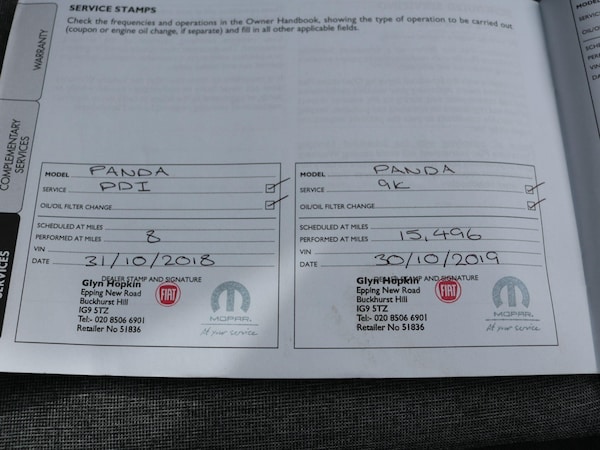 SERVICE STAMPS
Check the frequencies and operations in the Owner Handbook, showing the type of operation to be carried out
(coupon or engine oil change, if separate) and fill in all other applicable fields.
WARRANTY
COMPLEMENTARY
SERVICES
SERVICES
MODEL PANDA
SERVICE PDI
OIL/OIL FILTER CHANGE
SCHEDULED AT MILES
PERFORMED AT MILES 8
VIN
DATE 31/10/2018
DEALER STAMP AND SIGNATURE
Glyn Hopkin
Epping New Road
Buckhurst Hill
IG9 5TZ
Tel:- 020 8506 6901
Retailer No 51836
FIAT
MOPAR
At your service
MODEL PANDA
SERVICE 9K
OIL/OIL FILTER CHANGE
SCHEDULED AT MILES
PERFORMED AT MILES 15,496
VIN
DATE 30/10/2019
DEALER STAMP AND SIGNATURE
Glyn Hopkin
Epping New Road
Buckhurst Hill
IG9 5TZ
Tel:- 020 8506 6901
Retailer No 51836
FIAT
MOPAR
At your service
MODEL